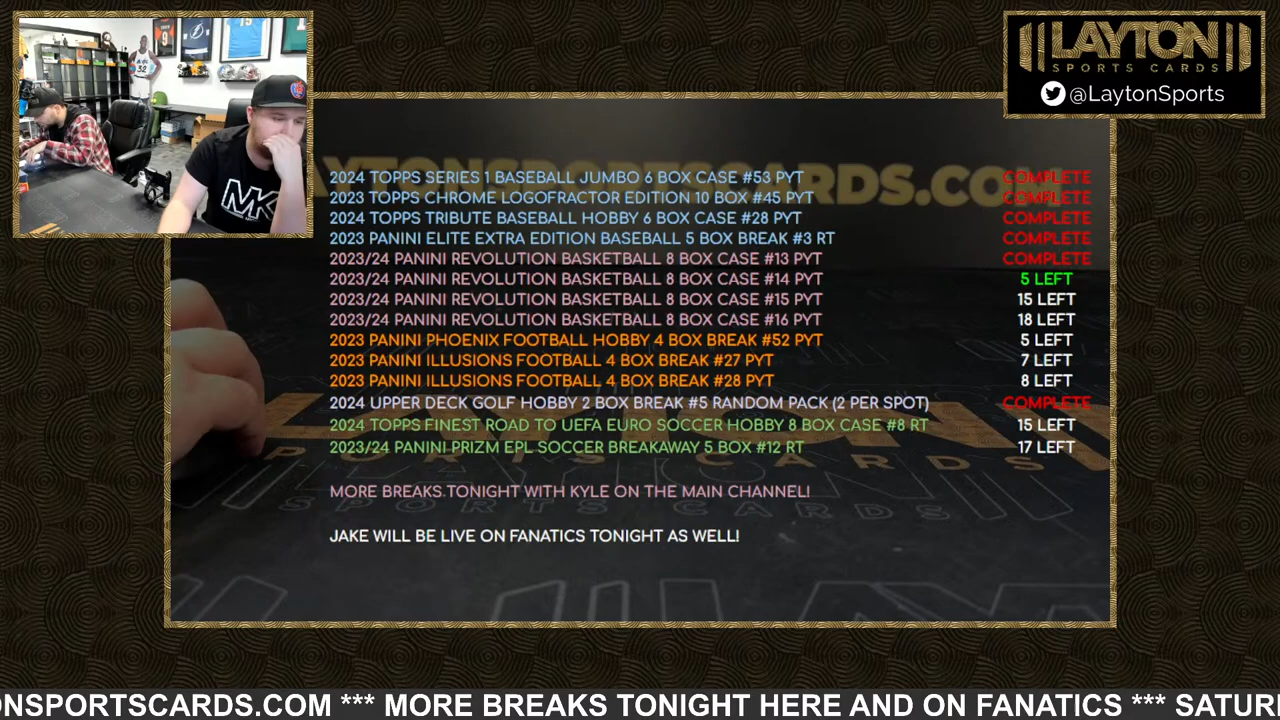 LAYTON
SPORTS CARDS
@LaytonSports
LAYTONSPORTSCARDS.CO
2024 TOPPS SERIES 1 BASEBALL JUMBO 6 BOX CASE #53 PYT COMPLETE
2023 TOPPS CHROME LOGOFRACTOR EDITION 10 BOX #45 PYT COMPLETE
2024 TOPPS TRIBUTE BASEBALL HOBBY 6 BOX CASE #28 PYT COMPLETE
2023 PANINI ELITE EXTRA EDITION BASEBALL 5 BOX BREAK #3 RT COMPLETE
2023/24 PANINI REVOLUTION BASKETBALL 8 BOX CASE #13 PYT COMPLETE
2023/24 PANINI REVOLUTION BASKETBALL 8 BOX CASE #14 PYT 5 LEFT
2023/24 PANINI REVOLUTION BASKETBALL 8 BOX CASE #15 PYT 15 LEFT
2023/24 PANINI REVOLUTION BASKETBALL 8 BOX CASE #16 PYT 18 LEFT
2023 PANINI PHOENIX FOOTBALL HOBBY 4 BOX BREAK #52 PYT 5 LEFT
2023 PANINI ILLUSIONS FOOTBALL 4 BOX BREAK #27 PYT 7 LEFT
2023 PANINI ILLUSIONS FOOTBALL 4 BOX BREAK #28 PYT 8 LEFT
2024 UPPER DECK GOLF HOBBY 2 BOX BREAK #5 RANDOM PACK (2 PER SPOT) COMPLETE
2024 TOPPS FINEST ROAD TO UEFA EURO SOCCER HOBBY 8 BOX CASE #8 RT 15 LEFT
2023/24 PANINI PRIZM EPL SOCCER BREAKAWAY 5 BOX #12 RT 17 LEFT
MORE BREAKS TONIGHT WITH KYLE ON THE MAIN CHANNEL!
JAKE WILL BE LIVE ON FANATICS TONIGHT AS WELL!
ONSPORTSCARDS.COM *** MORE BREAKS TONIGHT HERE AND ON FANATICS *** SATUR